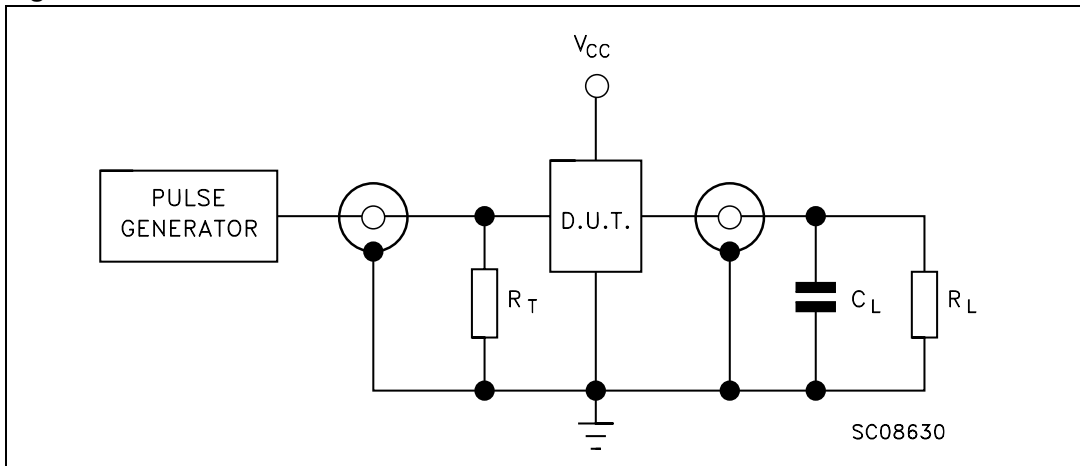 VCC
PULSE
GENERATOR
D.U.T.
RT
CL
RL
SC08630